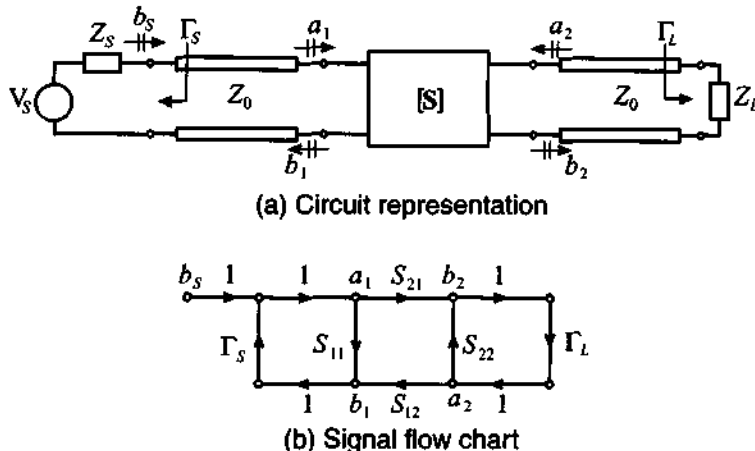 b_S a_1 a_2
Z_S Γ_S Γ_L
V_S Z_0 [S] Z_0 Z_L
b_1 b_2
(a) Circuit representation
b_S 1 1 a_1 S_21 b_2 1
Γ_S S_11 S_22 Γ_L
1 b_1 S_12 a_2 1
(b) Signal flow chart